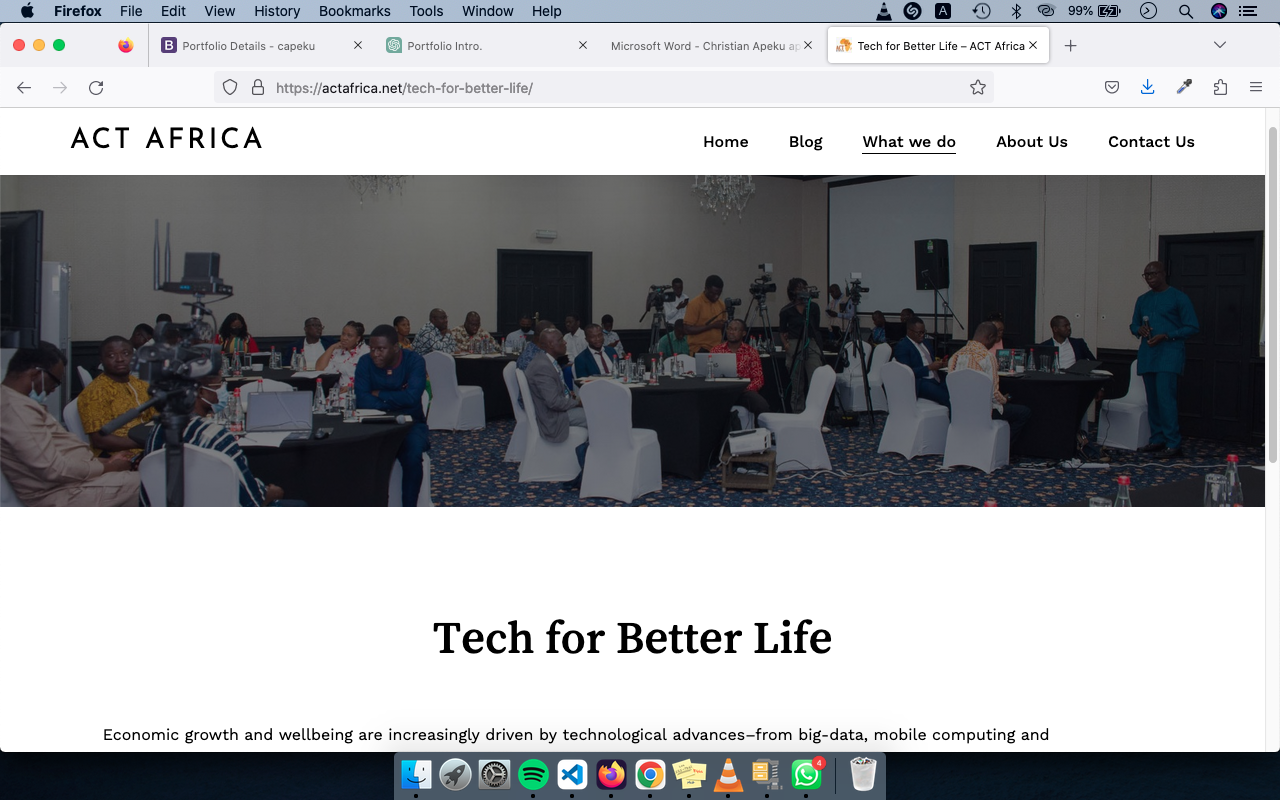 Firefox File Edit View History Bookmarks Tools Window Help A 99%
Portfolio Details - capeku Portfolio Intro. Microsoft Word - Christian Apeku ap Tech for Better Life – ACT Africa
https://actafrica.net/tech-for-better-life/
ACT AFRICA Home Blog What we do About Us Contact Us
Tech for Better Life
Economic growth and wellbeing are increasingly driven by technological advances–from big-data, mobile computing and
4